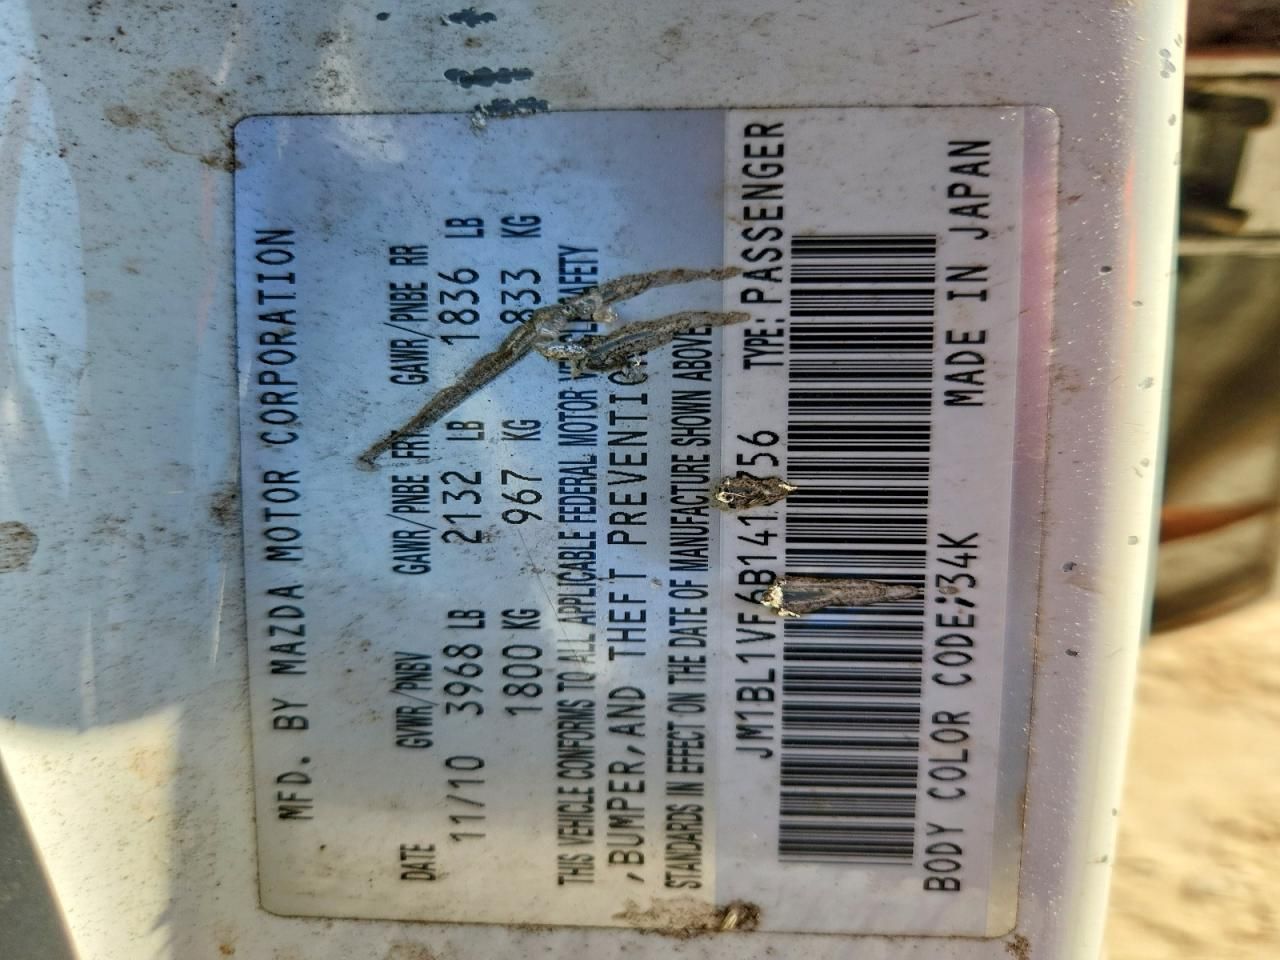 MFD. BY MAZDA MOTOR CORPORATION
DATE GVWR/PNBV GAWR/PNBE FRT GAWR/PNBE RR
11/10 3968 LB 2132 LB 1836 LB
1800 KG 967 KG 833 KG
THIS VEHICLE CONFORMS TO ALL APPLICABLE FEDERAL MOTOR VEHICLE SAFETY
,BUMPER,AND THEFT PREVENTION
STANDARDS IN EFFECT ON THE DATE OF MANUFACTURE SHOWN ABOVE.
TYPE: PASSENGER
BODY COLOR CODE:34K MADE IN JAPAN